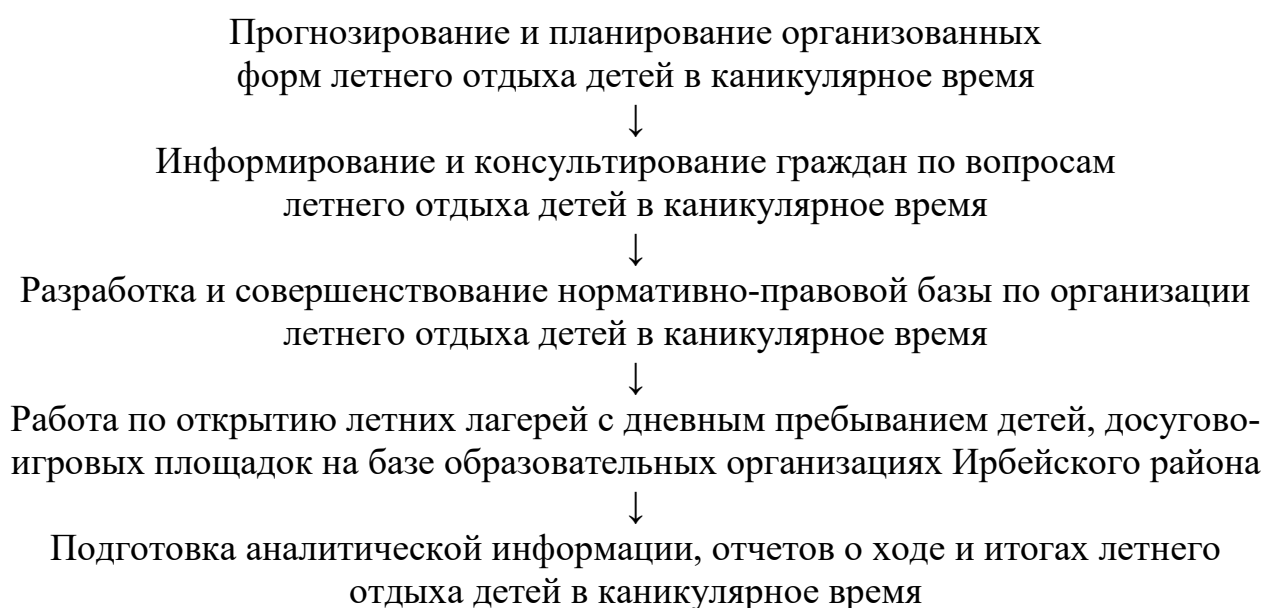 Прогнозирование и планирование организованных
форм летнего отдыха детей в каникулярное время
↓
Информирование и консультирование граждан по вопросам
летнего отдыха детей в каникулярное время
↓
Разработка и совершенствование нормативно-правовой базы по организации
летнего отдыха детей в каникулярное время
↓
Работа по открытию летних лагерей с дневным пребыванием детей, досугово-
игровых площадок на базе образовательных организациях Ирбейского района
↓
Подготовка аналитической информации, отчетов о ходе и итогах летнего
отдыха детей в каникулярное время